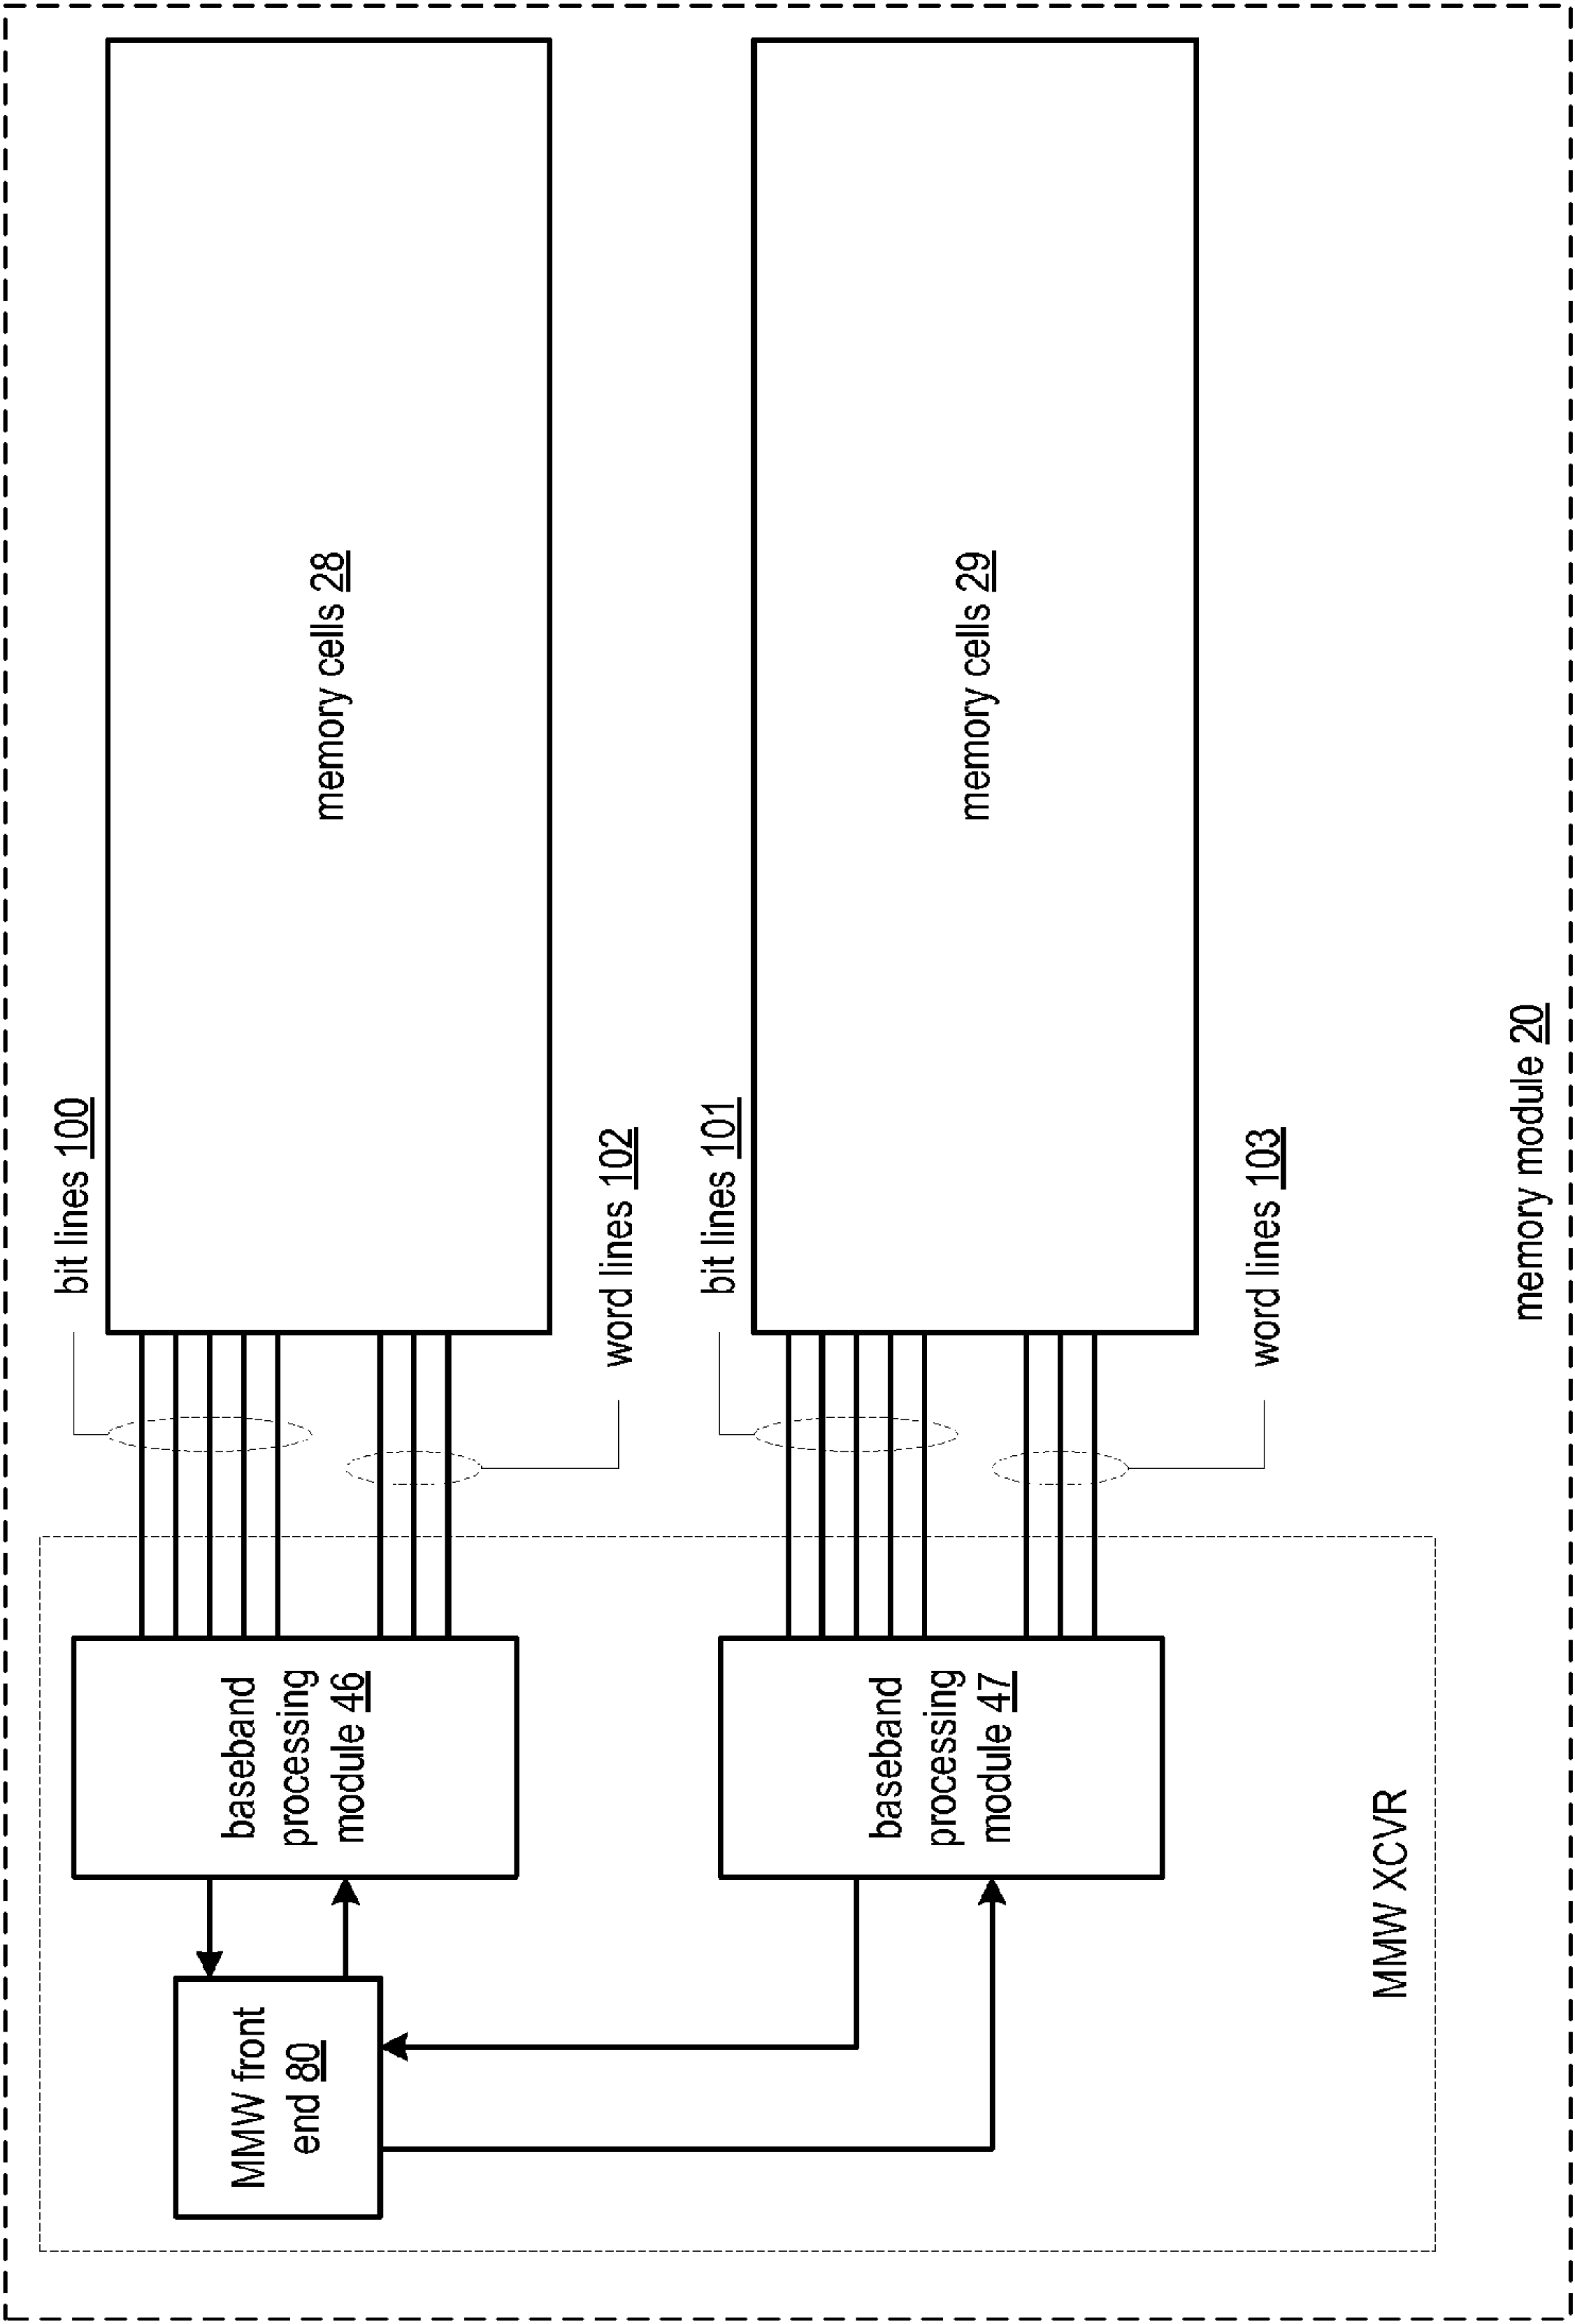 bit lines 100
memory cells 28
baseband
processing
module 46
MMW front
end 80
word lines 102
bit lines 101
memory cells 29
baseband
processing
module 47
word lines 103
MMW XCVR
memory module 20